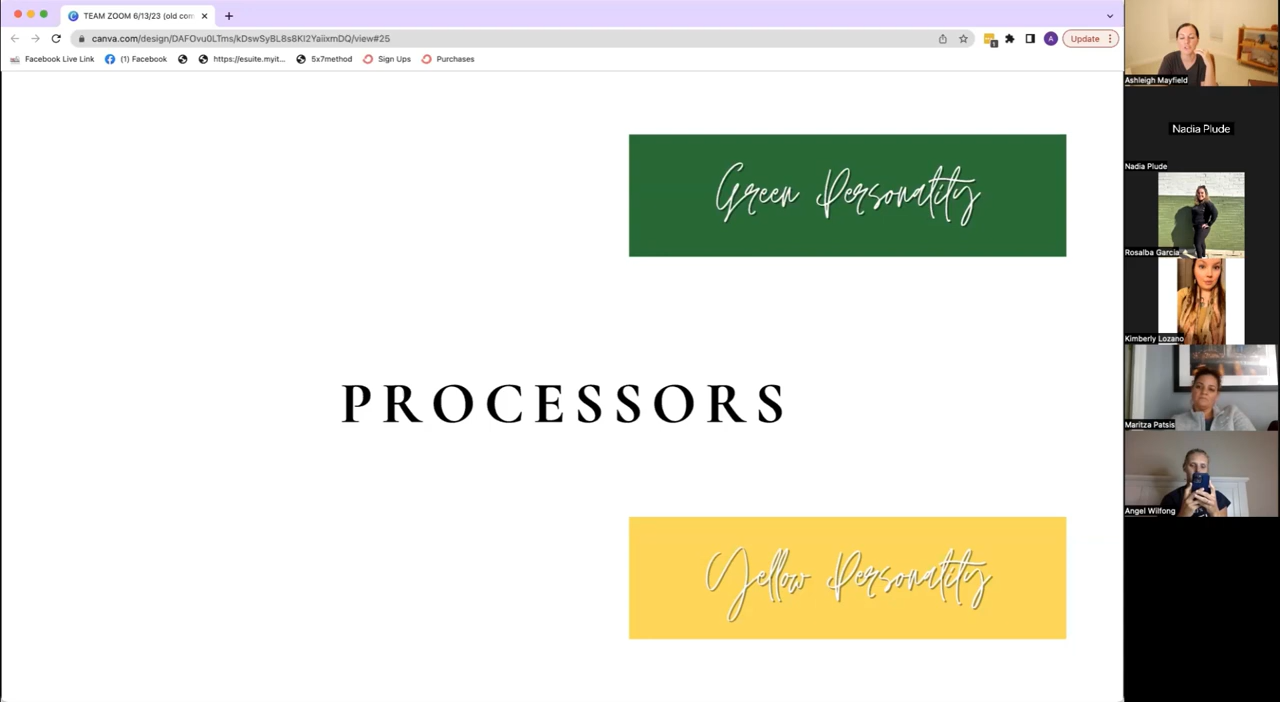 TEAM ZOOM 6/13/23 (old com
canva.com/design/DAFOvu0LTms/kDswSyBL8s8KI2YaiixmDQ/view#25
1
A
Update
Facebook Live Link
(1) Facebook
https://esuite.myit...
5x7method
Sign Ups
Purchases
Green Personality
PROCESSORS
Yellow Personality
Ashleigh Mayfield
Nadia Plude
Nadia Plude
Rosalba Garcia
Kimberly Lozano
Maritza Patsis
Angel Wilfong